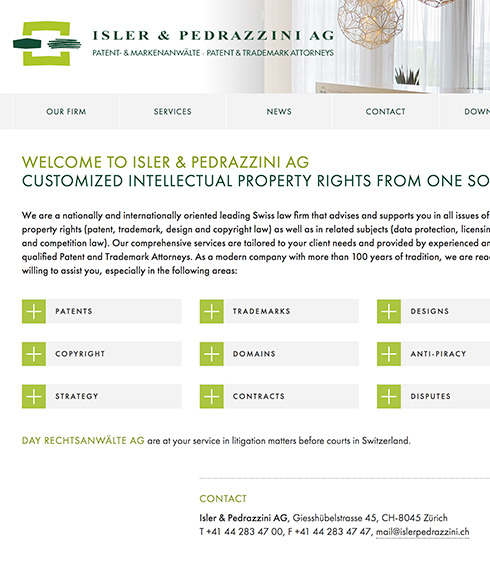 ISLER & PEDRAZZINI AG
PATENT- & MARKENANWÄLTE · PATENT & TRADEMARK ATTORNEYS
OUR FIRM SERVICES NEWS CONTACT DOWN
WELCOME TO ISLER & PEDRAZZINI AG
CUSTOMIZED INTELLECTUAL PROPERTY RIGHTS FROM ONE SO
We are a nationally and internationally oriented leading Swiss law firm that advises and supports you in all issues of
property rights (patent, trademark, design and copyright law) as well as in related subjects (data protection, licensin
and competition law). Our comprehensive services are tailored to your client needs and provided by experienced an
qualified Patent and Trademark Attorneys. As a modern company with more than 100 years of tradition, we are read
willing to assist you, especially in the following areas:
PATENTS TRADEMARKS DESIGNS
COPYRIGHT DOMAINS ANTI-PIRACY
STRATEGY CONTRACTS DISPUTES
DAY RECHTSANWÄLTE AG are at your service in litigation matters before courts in Switzerland.
CONTACT
Isler & Pedrazzini AG, Giesshübelstrasse 45, CH-8045 Zürich
T +41 44 283 47 00, F +41 44 283 47 47, mail@islerpedrazzini.ch